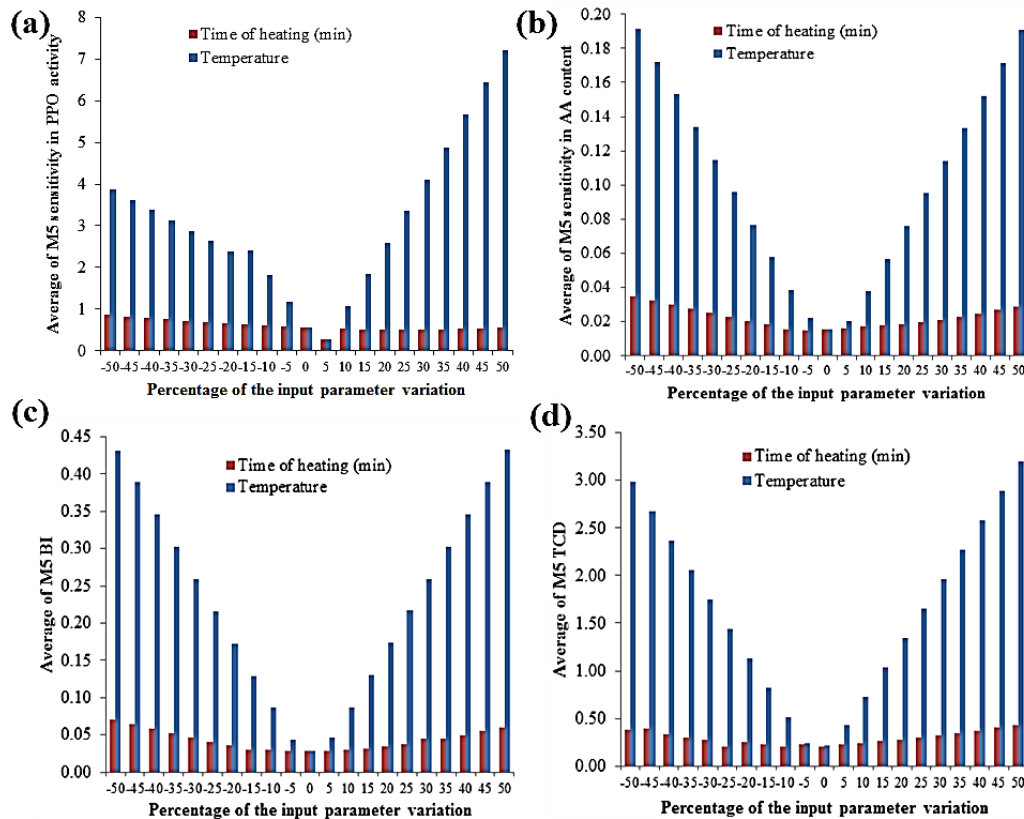 (a)
8
7
6
5
4
3
2
1
0
Average of M5 sensitivity in PPO activity
Time of heating (min)
Temperature
-50 -45 -40 -35 -30 -25 -20 -15 -10 -5 0 5 10 15 20 25 30 35 40 45 50
Percentage of the input parameter variation
(b)
0.20
0.18
0.16
0.14
0.12
0.10
0.08
0.06
0.04
0.02
0.00
Average of M5 sensitivity in AA content
Time of heating (min)
Temperature
-50 -45 -40 -35 -30 -25 -20 -15 -10 -5 0 5 10 15 20 25 30 35 40 45 50
Percentage of the input parameter variation
(c)
0.45
0.40
0.35
0.30
0.25
0.20
0.15
0.10
0.05
0.00
Average of M5 BI
Time of heating (min)
Temperature
-50 -45 -40 -35 -30 -25 -20 -15 -10 -5 0 5 10 15 20 25 30 35 40 45 50
Percentage of the input parameter variation
(d)
3.50
3.00
2.50
2.00
1.50
1.00
0.50
0.00
Average of M5 TCD
Time of heating (min)
Temperature
-50 -45 -40 -35 -30 -25 -20 -15 -10 -5 0 5 10 15 20 25 30 35 40 45 50
Percentage of the input parameter variation